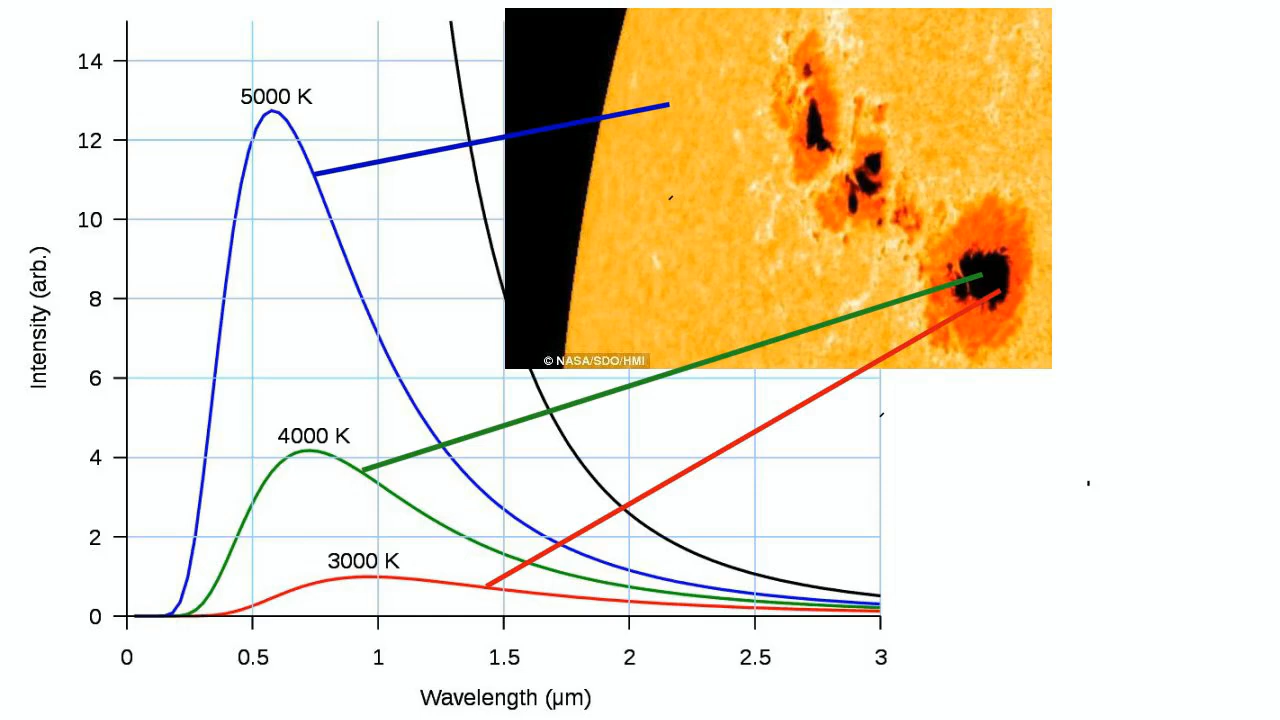 14
12
10
8
6
4
2
0
Intensity (arb.)
5000 K
4000 K
3000 K
© NASA/SDO/HMI
0 0.5 1 1.5 2 2.5 3
Wavelength (µm)